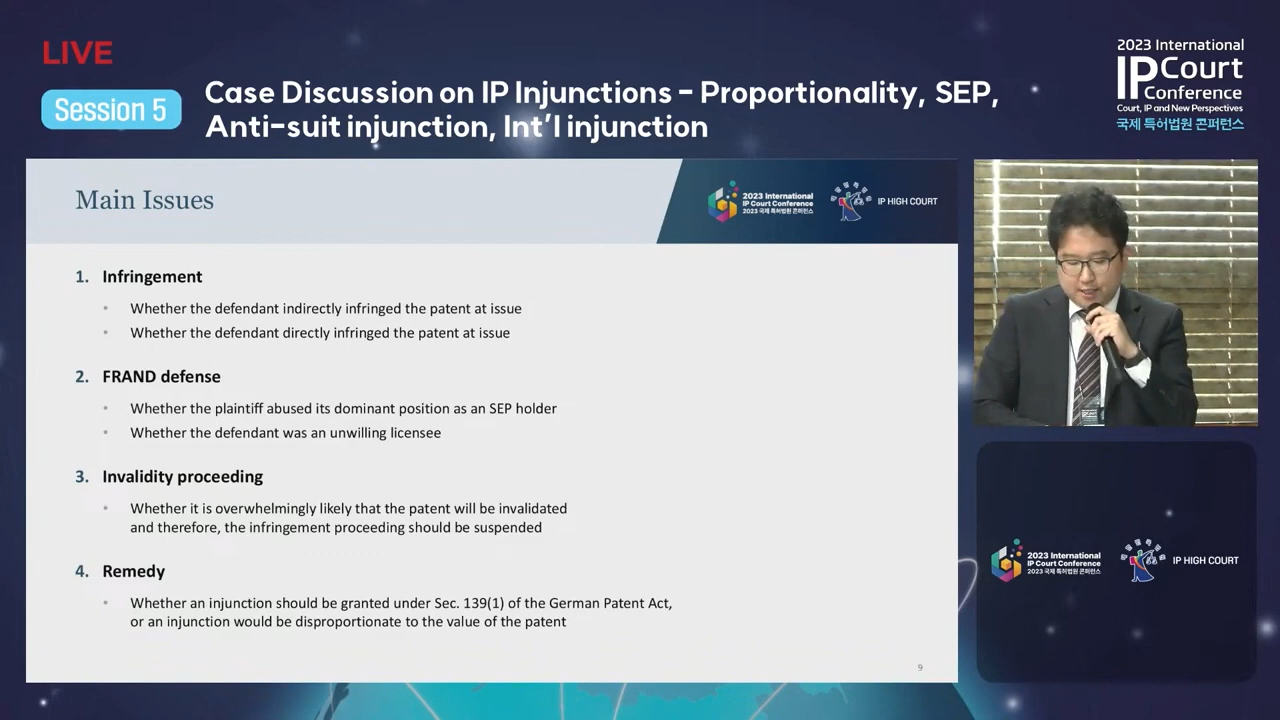 LIVE
Session 5
Case Discussion on IP Injunctions - Proportionality, SEP,
Anti-suit injunction, Int'l injunction
2023 International
IP Court
Conference
Court, IP and New Perspectives
국제 특허법원 콘퍼런스
Main Issues
2023 International
IP Court Conference
2023 국제 특허법원 콘퍼런스
IP HIGH COURT
1. Infringement
• Whether the defendant indirectly infringed the patent at issue
• Whether the defendant directly infringed the patent at issue
2. FRAND defense
• Whether the plaintiff abused its dominant position as an SEP holder
• Whether the defendant was an unwilling licensee
3. Invalidity proceeding
• Whether it is overwhelmingly likely that the patent will be invalidated
and therefore, the infringement proceeding should be suspended
4. Remedy
• Whether an injunction should be granted under Sec. 139(1) of the German Patent Act,
or an injunction would be disproportionate to the value of the patent
9
2023 International
IP Court Conference
2023 국제 특허법원 콘퍼런스
IP HIGH COURT